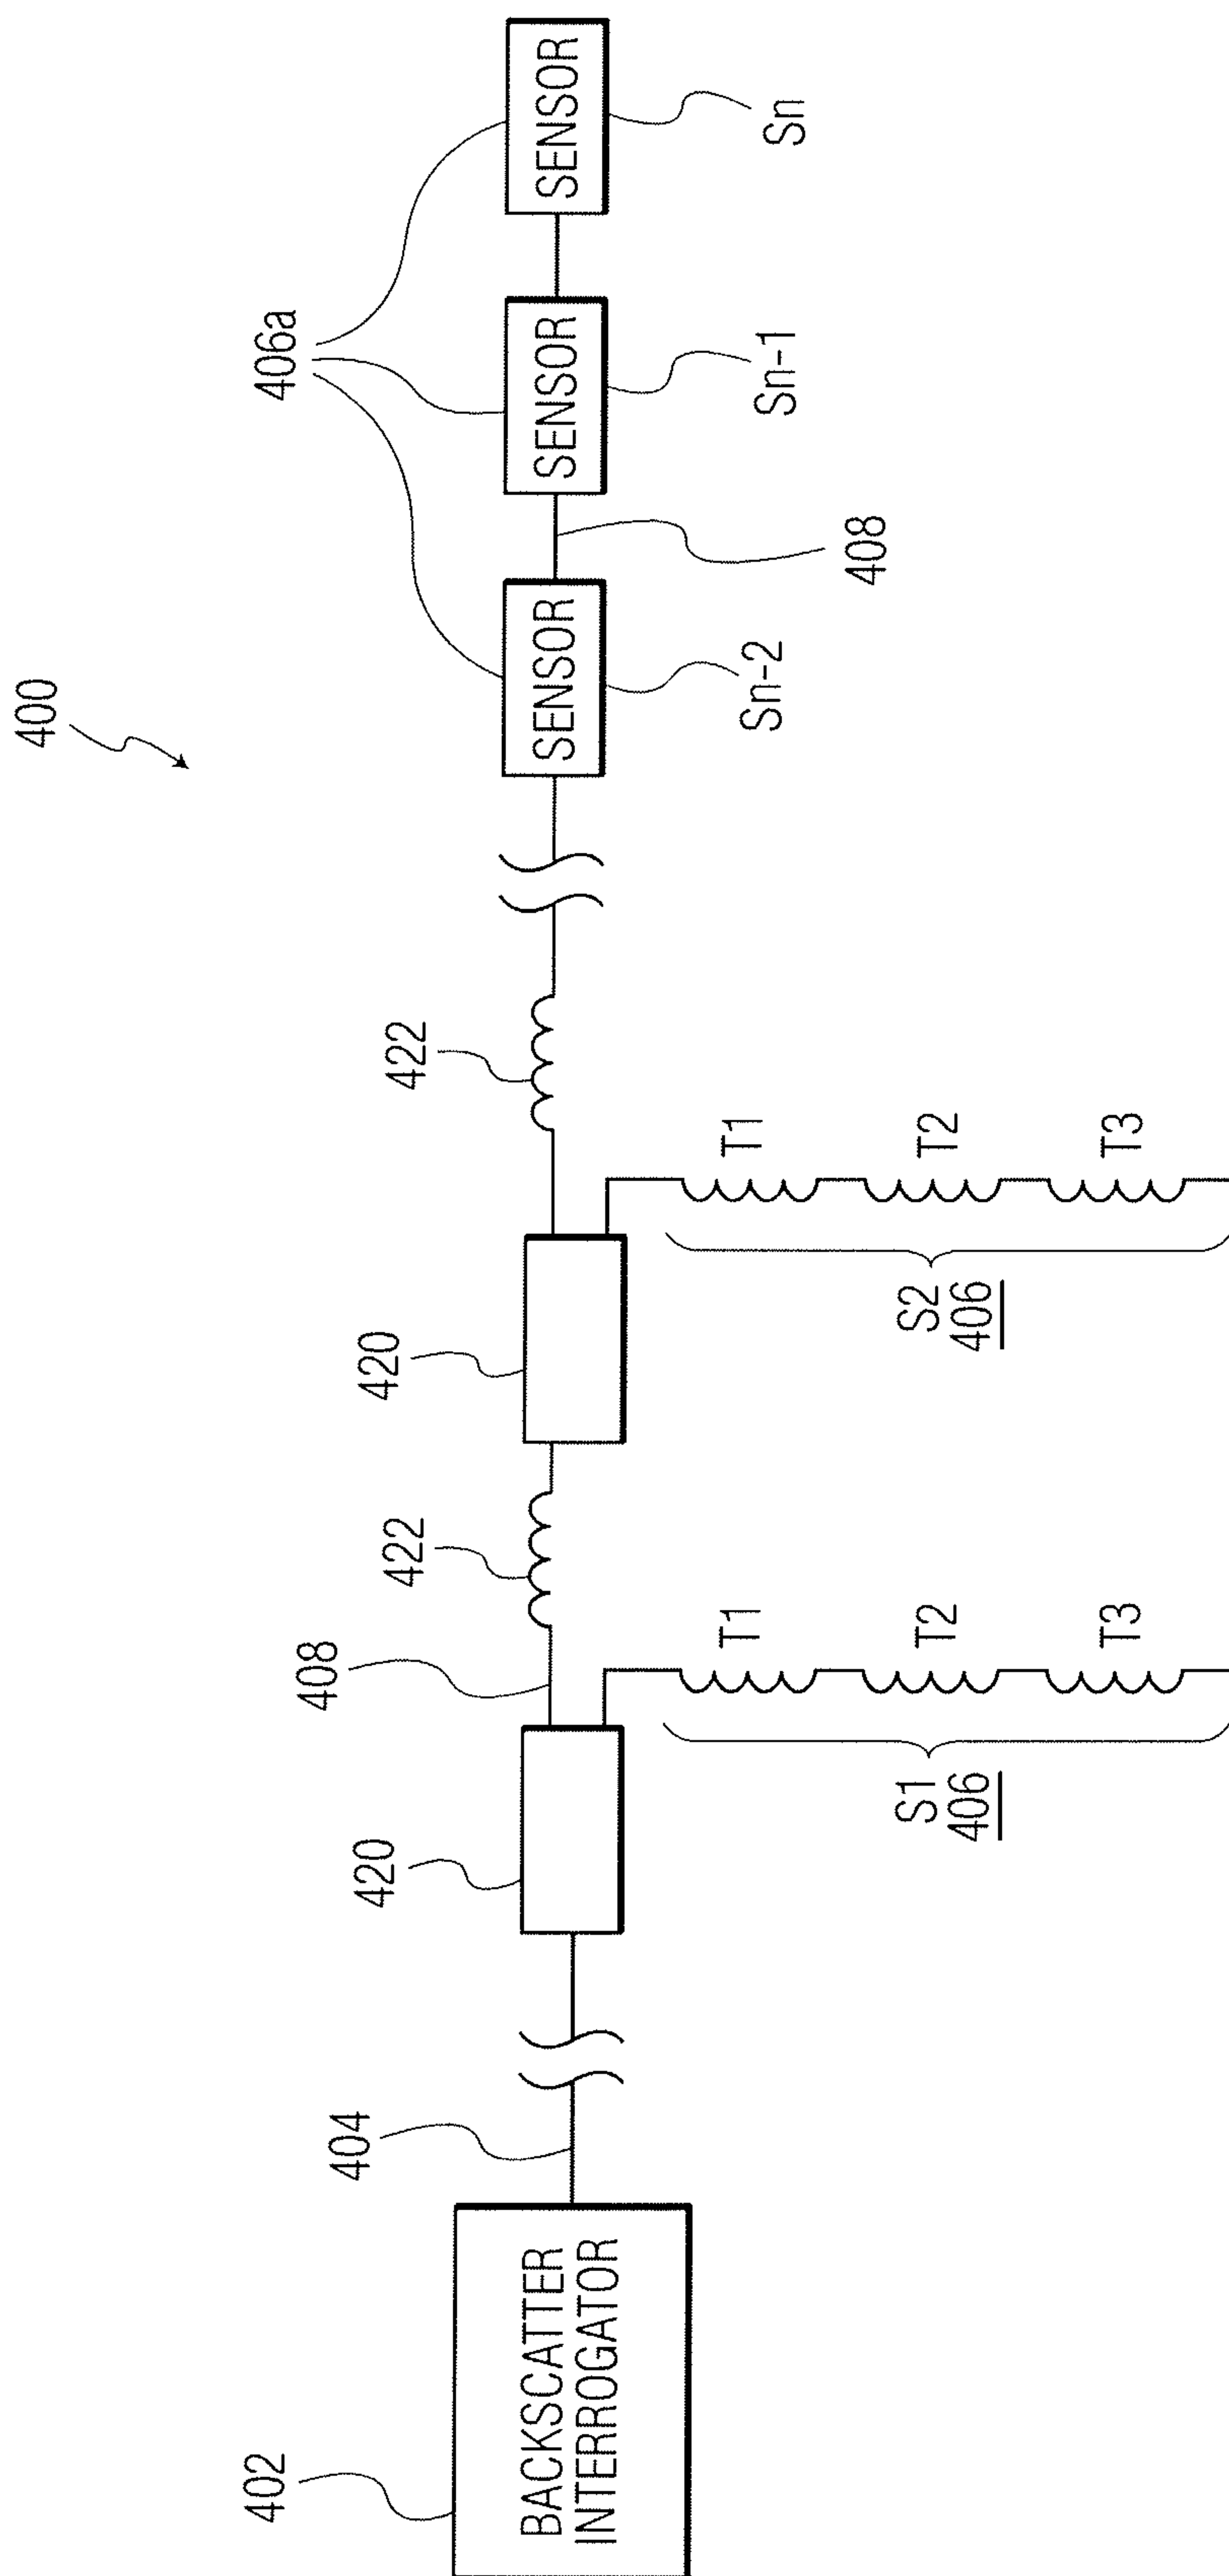 400
402
BACKSCATTER
INTERROGATOR
404
420
408
422
420
422
406a
SENSOR
SENSOR
SENSOR
Sn-2
408
Sn-1
Sn
T1
T2
T3
S1
406
T1
T2
T3
S2
406